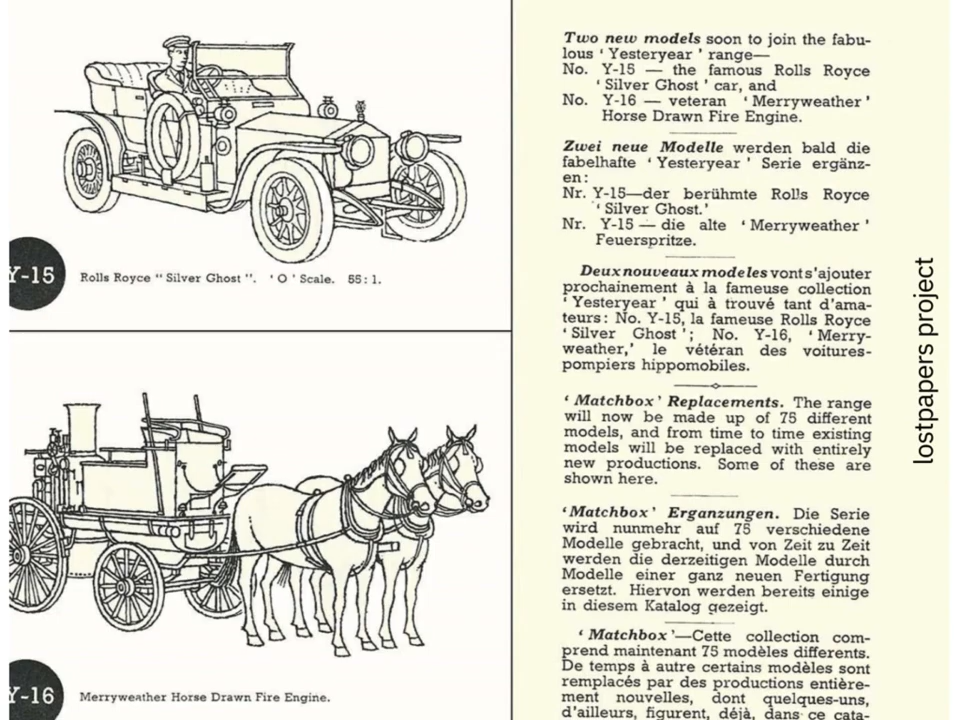 Y-15
Rolls Royce “ Silver Ghost ”. ‘ O ’ Scale. 55 : 1.
Y-16
Merryweather Horse Drawn Fire Engine.
Two new models soon to join the fabu-
lous ‘ Yesteryear ’ range—
No. Y-15 — the famous Rolls Royce
‘ Silver Ghost ’ car, and
No. Y-16 — veteran ‘ Merryweather ’
Horse Drawn Fire Engine.
Zwei neue Modelle werden bald die
fabelhafte ‘ Yesteryear ’ Serie ergänz-
en :
Nr. Y-15—der berühmte Rolls Royce
‘ Silver Ghost.’
Nr. Y-15 — die alte ‘ Merryweather ’
Feuerspritze.
Deux nouveaux modeles vont s’ajouter
prochainement à la fameuse collection
‘ Yesteryear ’ qui à trouvé tant d’ama-
teurs : No. Y-15, la fameuse Rolls Royce
‘ Silver Ghost ’ ; No. Y-16, ‘ Merry-
weather,’ le vétéran des voitures-
pompiers hippomobiles.
‘ Matchbox ’ Replacements. The range
will now be made up of 75 different
models, and from time to time existing
models will be replaced with entirely
new productions. Some of these are
shown here.
‘Matchbox’ Erganzungen. Die Serie
wird nunmehr auf 75 verschiedene
Modelle gebracht, und von Zeit zu Zeit
werden die derzeitigen Modelle durch
Modelle einer ganz neuen Fertigung
ersetzt. Hiervon werden bereits einige
in diesem Katalog gezeigt.
‘ Matchbox ’—Cette collection com-
prend maintenant 75 modèles differents.
De temps à autre certains modèles sont
remplacés par des productions entière-
ment nouvelles, dont quelques-uns,
d’ailleurs, figurent, déjà, dans ce cata-
lostpapers project